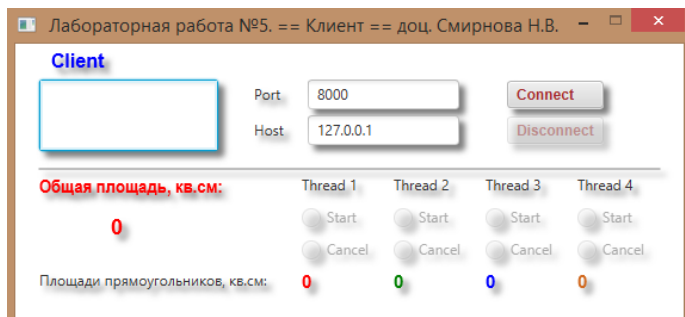 Лабораторная работа №5. == Клиент == доц. Смирнова Н.В.
Client
Port 8000 Connect
Host 127.0.0.1 Disconnect
Общая площадь, кв.см: Thread 1 Thread 2 Thread 3 Thread 4
0 Start Start Start Start
Cancel Cancel Cancel Cancel
Площади прямоугольников, кв.см: 0 0 0 0